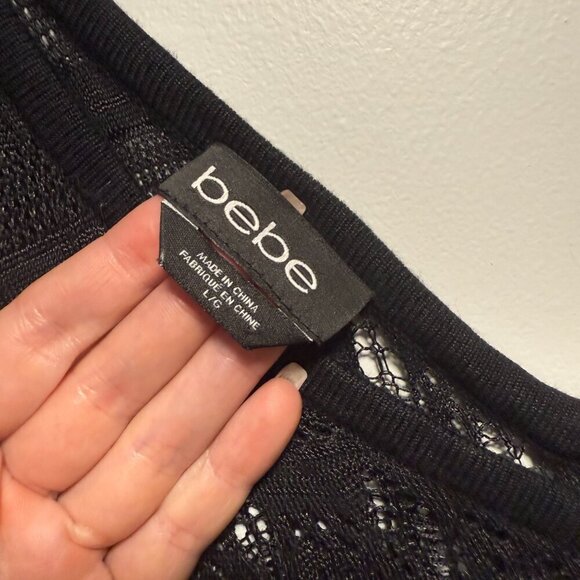 bebe
MADE IN CHINA
FABRIQUÉ EN CHINE
L/G